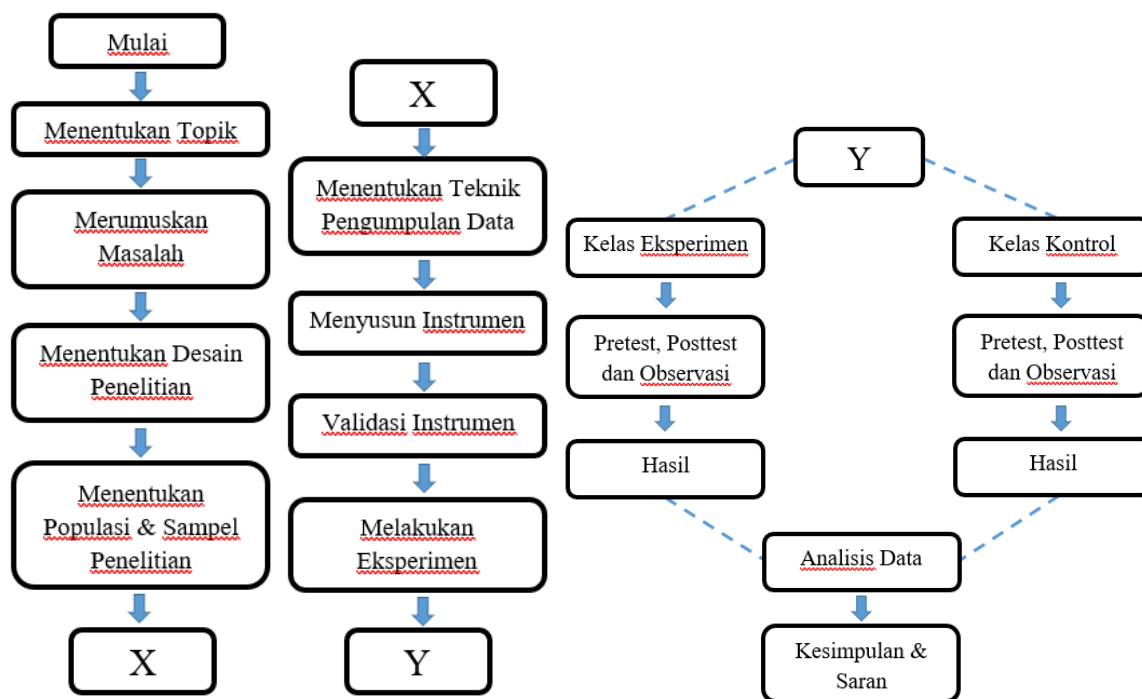 Mulai
Menentukan Topik
Merumuskan
Masalah
Menentukan Desain
Penelitian
Menentukan
Populasi & Sampel
Penelitian
X
X
Menentukan Teknik
Pengumpulan Data
Menyusun Instrumen
Validasi Instrumen
Melakukan
Eksperimen
Y
Y
Kelas Eksperimen
Pretest, Posttest
dan Observasi
Hasil
Kelas Kontrol
Pretest, Posttest
dan Observasi
Hasil
Analisis Data
Kesimpulan &
Saran